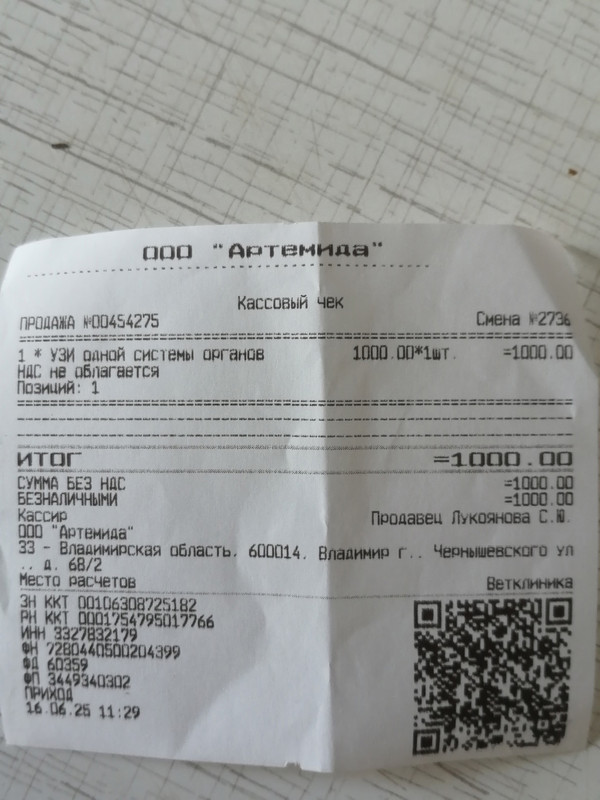 ООО "Артемида"
Кассовый чек
ПРОДАЖА №00454275 Смена №2736
1 * УЗИ одной системы органов 1000.00*1шт. =1000.00
НДС не облагается
Позиций: 1
ИТОГ =1000.00
СУММА БЕЗ НДС =1000.00
БЕЗНАЛИЧНЫМИ =1000.00
Кассир Продавец Лукоянова С.Ю.
ООО "Артемида"
33 - Владимирская область, 600014, Владимир г., Чернышевского ул
., д. 68/2
Место расчетов Ветклиника
ЗН ККТ 00106308725182
РН ККТ 0001754795017766
ИНН 3327832179
ФН 7280440500204399
ФД 60359
ФП 3449340302
ПРИХОД
16.06.25 11:29